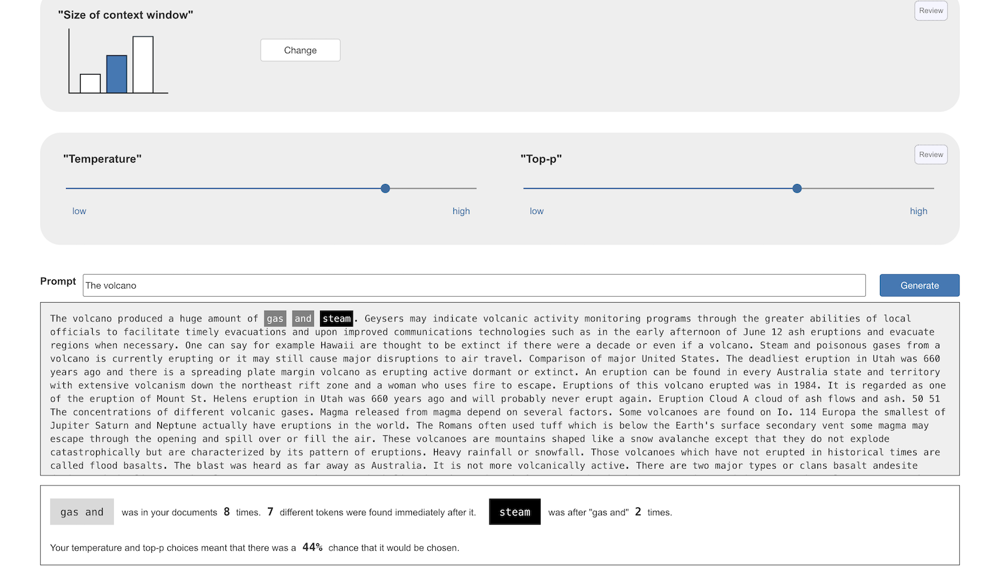 "Size of context window"
Review
Change
"Temperature"
"Top-p"
Review
low
high
low
high
Prompt
The volcano
Generate
The volcano produced a huge amount of gas and steam. Geysers may indicate volcanic activity monitoring programs through the greater abilities of local
officials to facilitate timely evacuations and upon improved communications technologies such as in the early afternoon of June 12 ash eruptions and evacuate
regions when necessary. One can say for example Hawaii are thought to be extinct if there were a decade or even if a volcano. Steam and poisonous gases from a
volcano is currently erupting or it may still cause major disruptions to air travel. Comparison of major United States. The deadliest eruption in Utah was 660
years ago and there is a spreading plate margin volcano as erupting active dormant or extinct. An eruption can be found in every Australia state and territory
with extensive volcanism down the northeast rift zone and a woman who uses fire to escape. Eruptions of this volcano erupted was in 1984. It is regarded as one
of the eruption of Mount St. Helens eruption in Utah was 660 years ago and will probably never erupt again. Eruption Cloud A cloud of ash flows and ash. 50 51
The concentrations of different volcanic gases. Magma released from magma depend on several factors. Some volcanoes are found on Io. 114 Europa the smallest of
Jupiter Saturn and Neptune actually have eruptions in the world. The Romans often used tuff which is below the Earth's surface secondary vent some magma may
escape through the opening and spill over or fill the air. These volcanoes are mountains shaped like a snow avalanche except that they do not explode
catastrophically but are characterized by its pattern of eruptions. Heavy rainfall or snowfall. Those volcanoes which have not erupted in historical times are
called flood basalts. The blast was heard as far away as Australia. It is not more volcanically active. There are two major types or clans basalt andesite
gas and was in your documents 8 times. 7 different tokens were found immediately after it. steam was after "gas and" 2 times.
Your temperature and top-p choices meant that there was a 44% chance that it would be chosen.